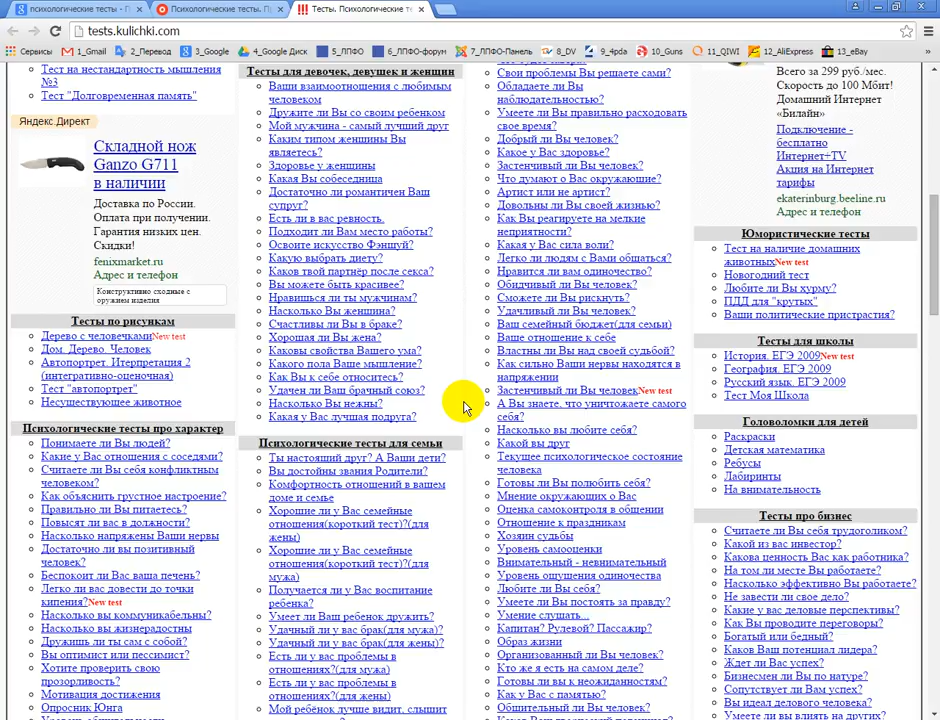 психологические тесты - П
Психологические тесты. П
Тесты. Психологические те
tests.kulichki.com
Сервисы
1_Gmail
2_Перевод
3_Google
4_Google Диск
5_ЛПФО
6_ЛПФО-форум
7_ЛПФО-Панель
8_DV
9_4pda
10_Guns
11_QIWI
12_AliExpress
13_eBay
»
Тест на нестандартность мышления
№3
Тест "Долговременная память"
Яндекс.Директ
Складной нож
Ganzo G711
в наличии
Доставка по России.
Оплата при получении.
Гарантия низких цен.
Скидки!
fenixmarket.ru
Адрес и телефон
Конструктивно сходные с
оружием изделия
Тесты по рисункам
Дерево с человечкамиNew test
Дом. Дерево. Человек
Автопортрет. Итерпретация 2
(интегративно-оценочная)
Тест "автопортрет"
Несуществующее животное
Психологические тесты про характер
Понимаете ли Вы людей?
Какие у Вас отношения с соседями?
Считаете ли Вы себя конфликтным
человеком?
Как объяснить грустное настроение?
Правильно ли Вы питаетесь?
Повысят ли вас в должности?
Насколько напряжены Ваши нервы
Достаточно ли вы позитивный
человек?
Беспокоит ли Вас ваша печень?
Легко ли вас довести до точки
кипения?New test
Насколько вы коммуникабельны?
Насколько вы жизнерадостны
Дружишь ли ты сам с собой?
Вы оптимист или пессимист?
Хотите проверить свою
прозорливость?
Мотивация достижения
Опросник Юнга
Тесты для девочек, девушек и женщин
Ваши взаимоотношения с любимым
человеком
Дружите ли Вы со своим ребенком
Мой мужчина - самый лучший друг
Каким типом женщины Вы
являетесь?
Здоровье у женщины
Какая Вы собеседница
Достаточно ли романтичен Ваш
супруг?
Есть ли в вас ревность.
Подходит ли Вам место работы?
Освоите искусство Фэншуй?
Какую выбрать диету?
Каков твой партнёр после секса?
Вы можете быть красивее?
Нравишься ли ты мужчинам?
Насколько Вы женщина?
Счастливы ли Вы в браке?
Хорошая ли Вы жена?
Каковы свойства Вашего ума?
Какого пола Ваше мышление?
Как Вы к себе относитесь?
Удачен ли Ваш брачный союз?
Насколько Вы нежны?
Какая у Вас лучшая подруга?
Психологические тесты для семьи
Ты настоящий друг? А Ваши дети?
Вы достойны звания Родители?
Комфортность отношений в вашем
доме и семье
Хорошие ли у Вас семейные
отношения(короткий тест)?(для
жены)
Хорошие ли у Вас семейные
отношения(короткий тест)?(для
мужа)
Получается ли у Вас воспитание
ребенка?
Умеет ли Ваш ребенок дружить?
Удачный ли у вас брак(для мужа)?
Удачный ли у вас брак(для жены)?
Есть ли у вас проблемы в
отношениях?(для мужа)
Есть ли у вас проблемы в
отношениях?(для жены)
Мой ребёнок лучше видит, слышит
Свои проблемы Вы решаете сами?
Обладаете ли Вы
наблюдательностью?
Умеете ли Вы правильно расходовать
свое время?
Добрый ли Вы человек?
Какое у Вас здоровье?
Застенчивый ли Вы человек?
Что думают о Вас окружающие?
Артист или не артист?
Довольны ли Вы своей жизнью?
Как Вы реагируете на мелкие
неприятности?
Какая у Вас сила воли?
Легко ли людям с Вами общаться?
Нравится ли вам одиночество?
Обидчивый ли Вы человек?
Сможете ли Вы рискнуть?
Удачливый ли Вы человек?
Ваш семейный бюджет(для семьи)
Ваше отношение к себе
Властны ли Вы над своей судьбой?
Как сильно Ваши нервы находятся в
напряжении
Застенчивый ли Вы человекNew test
А Вы знаете, что уничтожаете самого
себя?
Насколько вы любите себя?
Какой вы друг
Текущее психологическое состояние
человека
Готовы ли Вы полюбить себя?
Мнение окружающих о Вас
Оценка самоконтроля в общении
Отношение к праздникам
Хозяин судьбы
Уровень самооценки
Внимательный - невнимательный
Уровень ощущения одиночества
Любите ли Вы себя?
Умеете ли Вы постоять за правду?
Умение слушать...
Капитан? Рулевой? Пассажир?
Образ жизни
Организованный ли Вы человек?
Кто же я есть на самом деле?
Готовы ли вы к неожиданностям?
Как у Вас с памятью?
Общительный ли Вы человек?
Всего за 299 руб./мес.
Скорость до 100 Мбит!
Домашний Интернет
«Билайн»
Подключение -
бесплатно
Интернет+TV
Акция на Интернет
тарифы
ekaterinburg.beeline.ru
Адрес и телефон
Юмористические тесты
Тест на наличие домашних
животныхNew test
Новогодний тест
Любите ли Вы хурму?
ПДД для "крутых"
Ваши политические пристрастия?
Тесты для школы
История. ЕГЭ 2009New test
География. ЕГЭ 2009
Русский язык. ЕГЭ 2009
Тест Моя Школа
Головоломки для детей
Раскраски
Детская математика
Ребусы
Лабиринты
На внимательность
Тесты про бизнес
Считаете ли Вы себя трудоголиком?
Какой из вас инвестор?
Какова ценность Вас как работника?
На том ли месте Вы работаете?
Насколько эффективно Вы работаете?
Не завести ли свое дело?
Какие у вас деловые перспективы?
Как Вы проводите переговоры?
Богатый или бедный?
Каков Ваш потенциал лидера?
Ждет ли Вас успех?
Бизнесмен ли Вы по натуре?
Сопутствует ли Вам успех?
Вы идеал делового человека?
Умеете ли вы влиять на других?